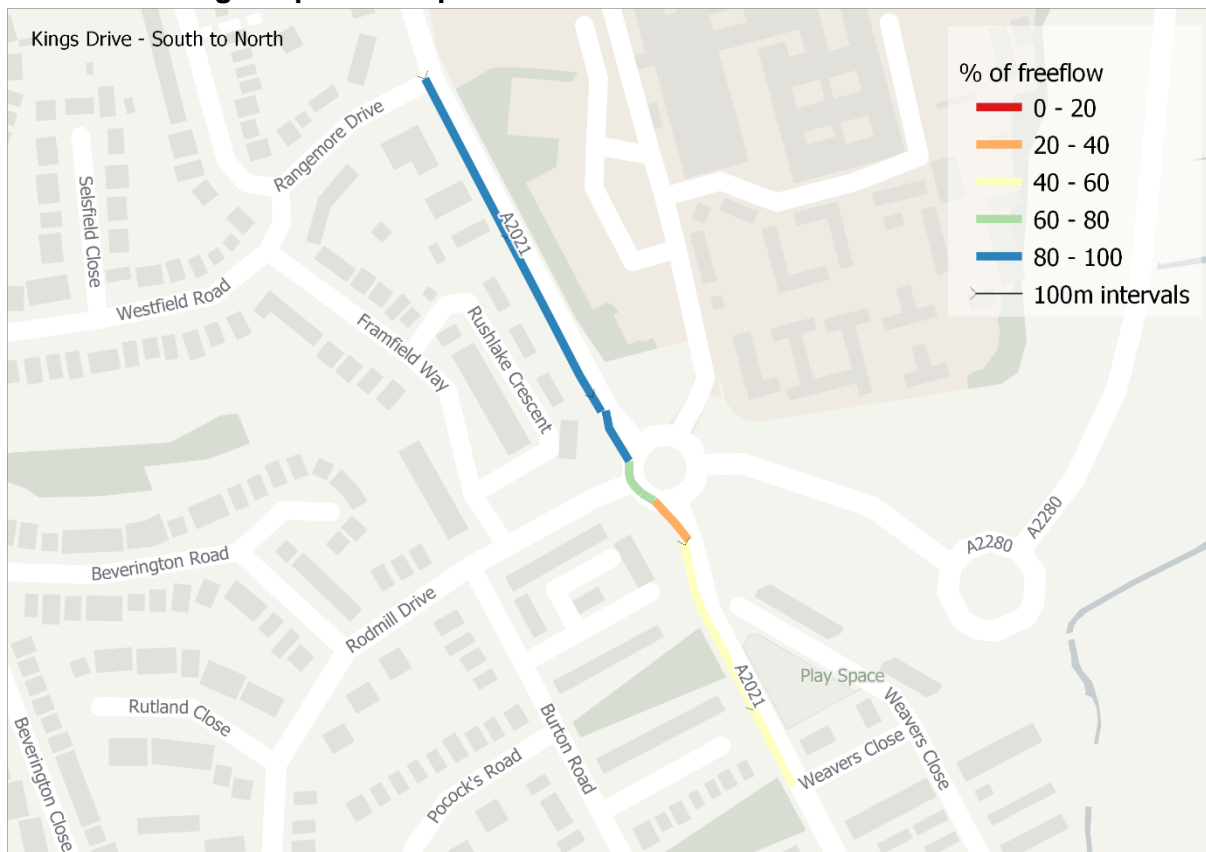 Kings Drive - South to North
% of freeflow
0 - 20
20 - 40
40 - 60
60 - 80
80 - 100
100m intervals
Rangemore Drive
Selsfield Close
A2021
Westfield Road
Framfield Way
Rushlake Crescent
A2280
A2280
Beverington Road
Rodmill Drive
Play Space
A2021
Rutland Close
Burton Road
Weavers Close
Weavers Close
Beverington Close
Pocock's Road